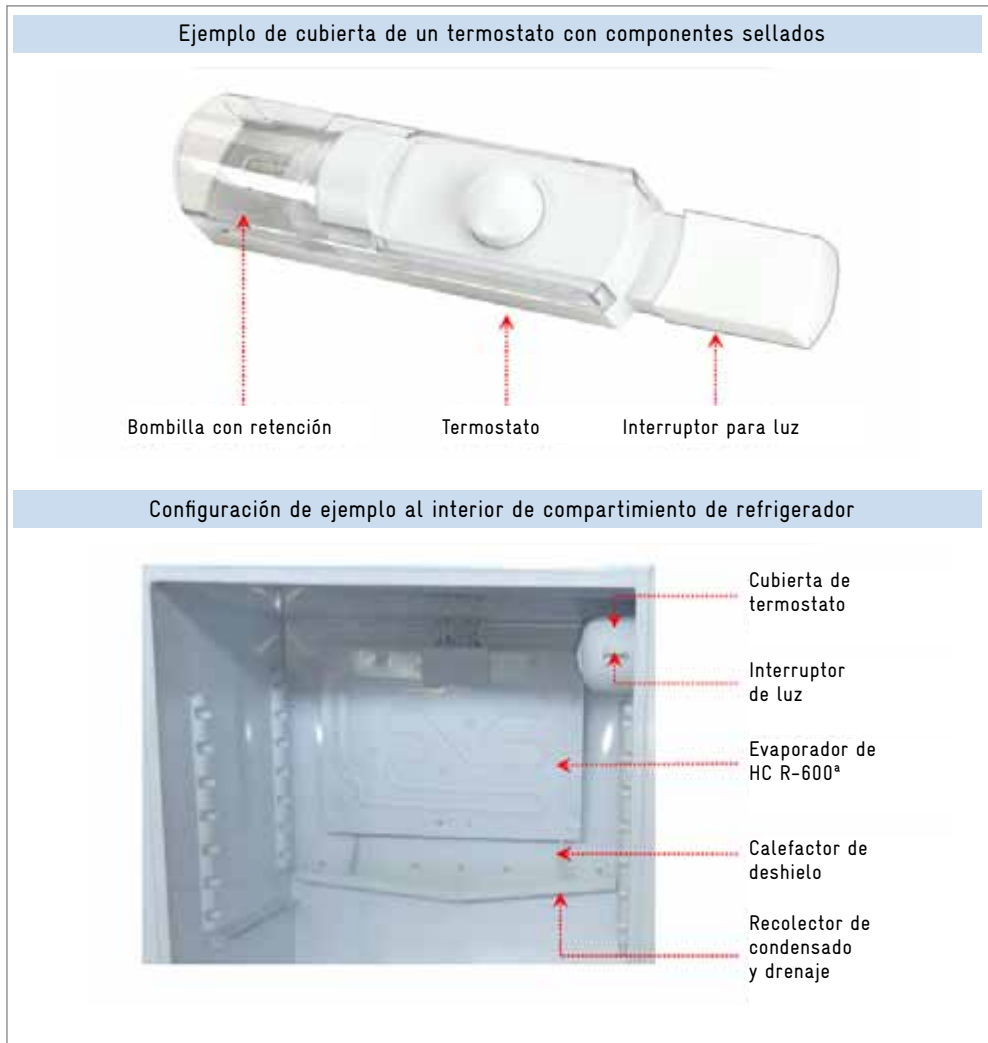 Ejemplo de cubierta de un termostato con componentes sellados
Bombilla con retención
Termostato
Interruptor para luz
Configuración de ejemplo al interior de compartimiento de refrigerador
Cubierta de
termostato
Interruptor
de luz
Evaporador de
HC R-600ª
Calefactor de
deshielo
Recolector de
condensado
y drenaje